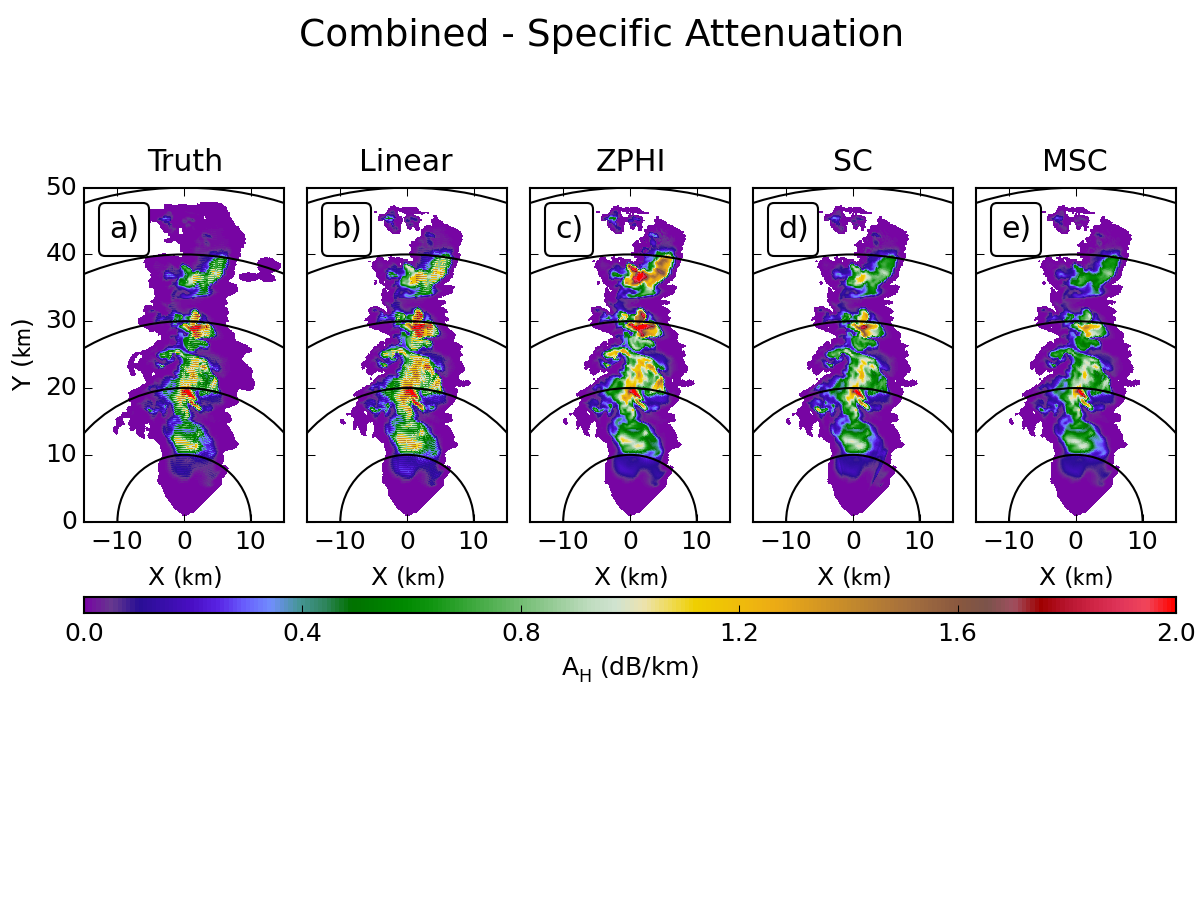 Combined - Specific Attenuation
Truth Linear ZPHI SC MSC
a) b) c) d) e)
50
40
30
20
10
0
Y (km)
−10 0 10 −10 0 10 −10 0 10 −10 0 10 −10 0 10
X (km) X (km) X (km) X (km) X (km)
0.0 0.4 0.8 1.2 1.6 2.0
A_H (dB/km)